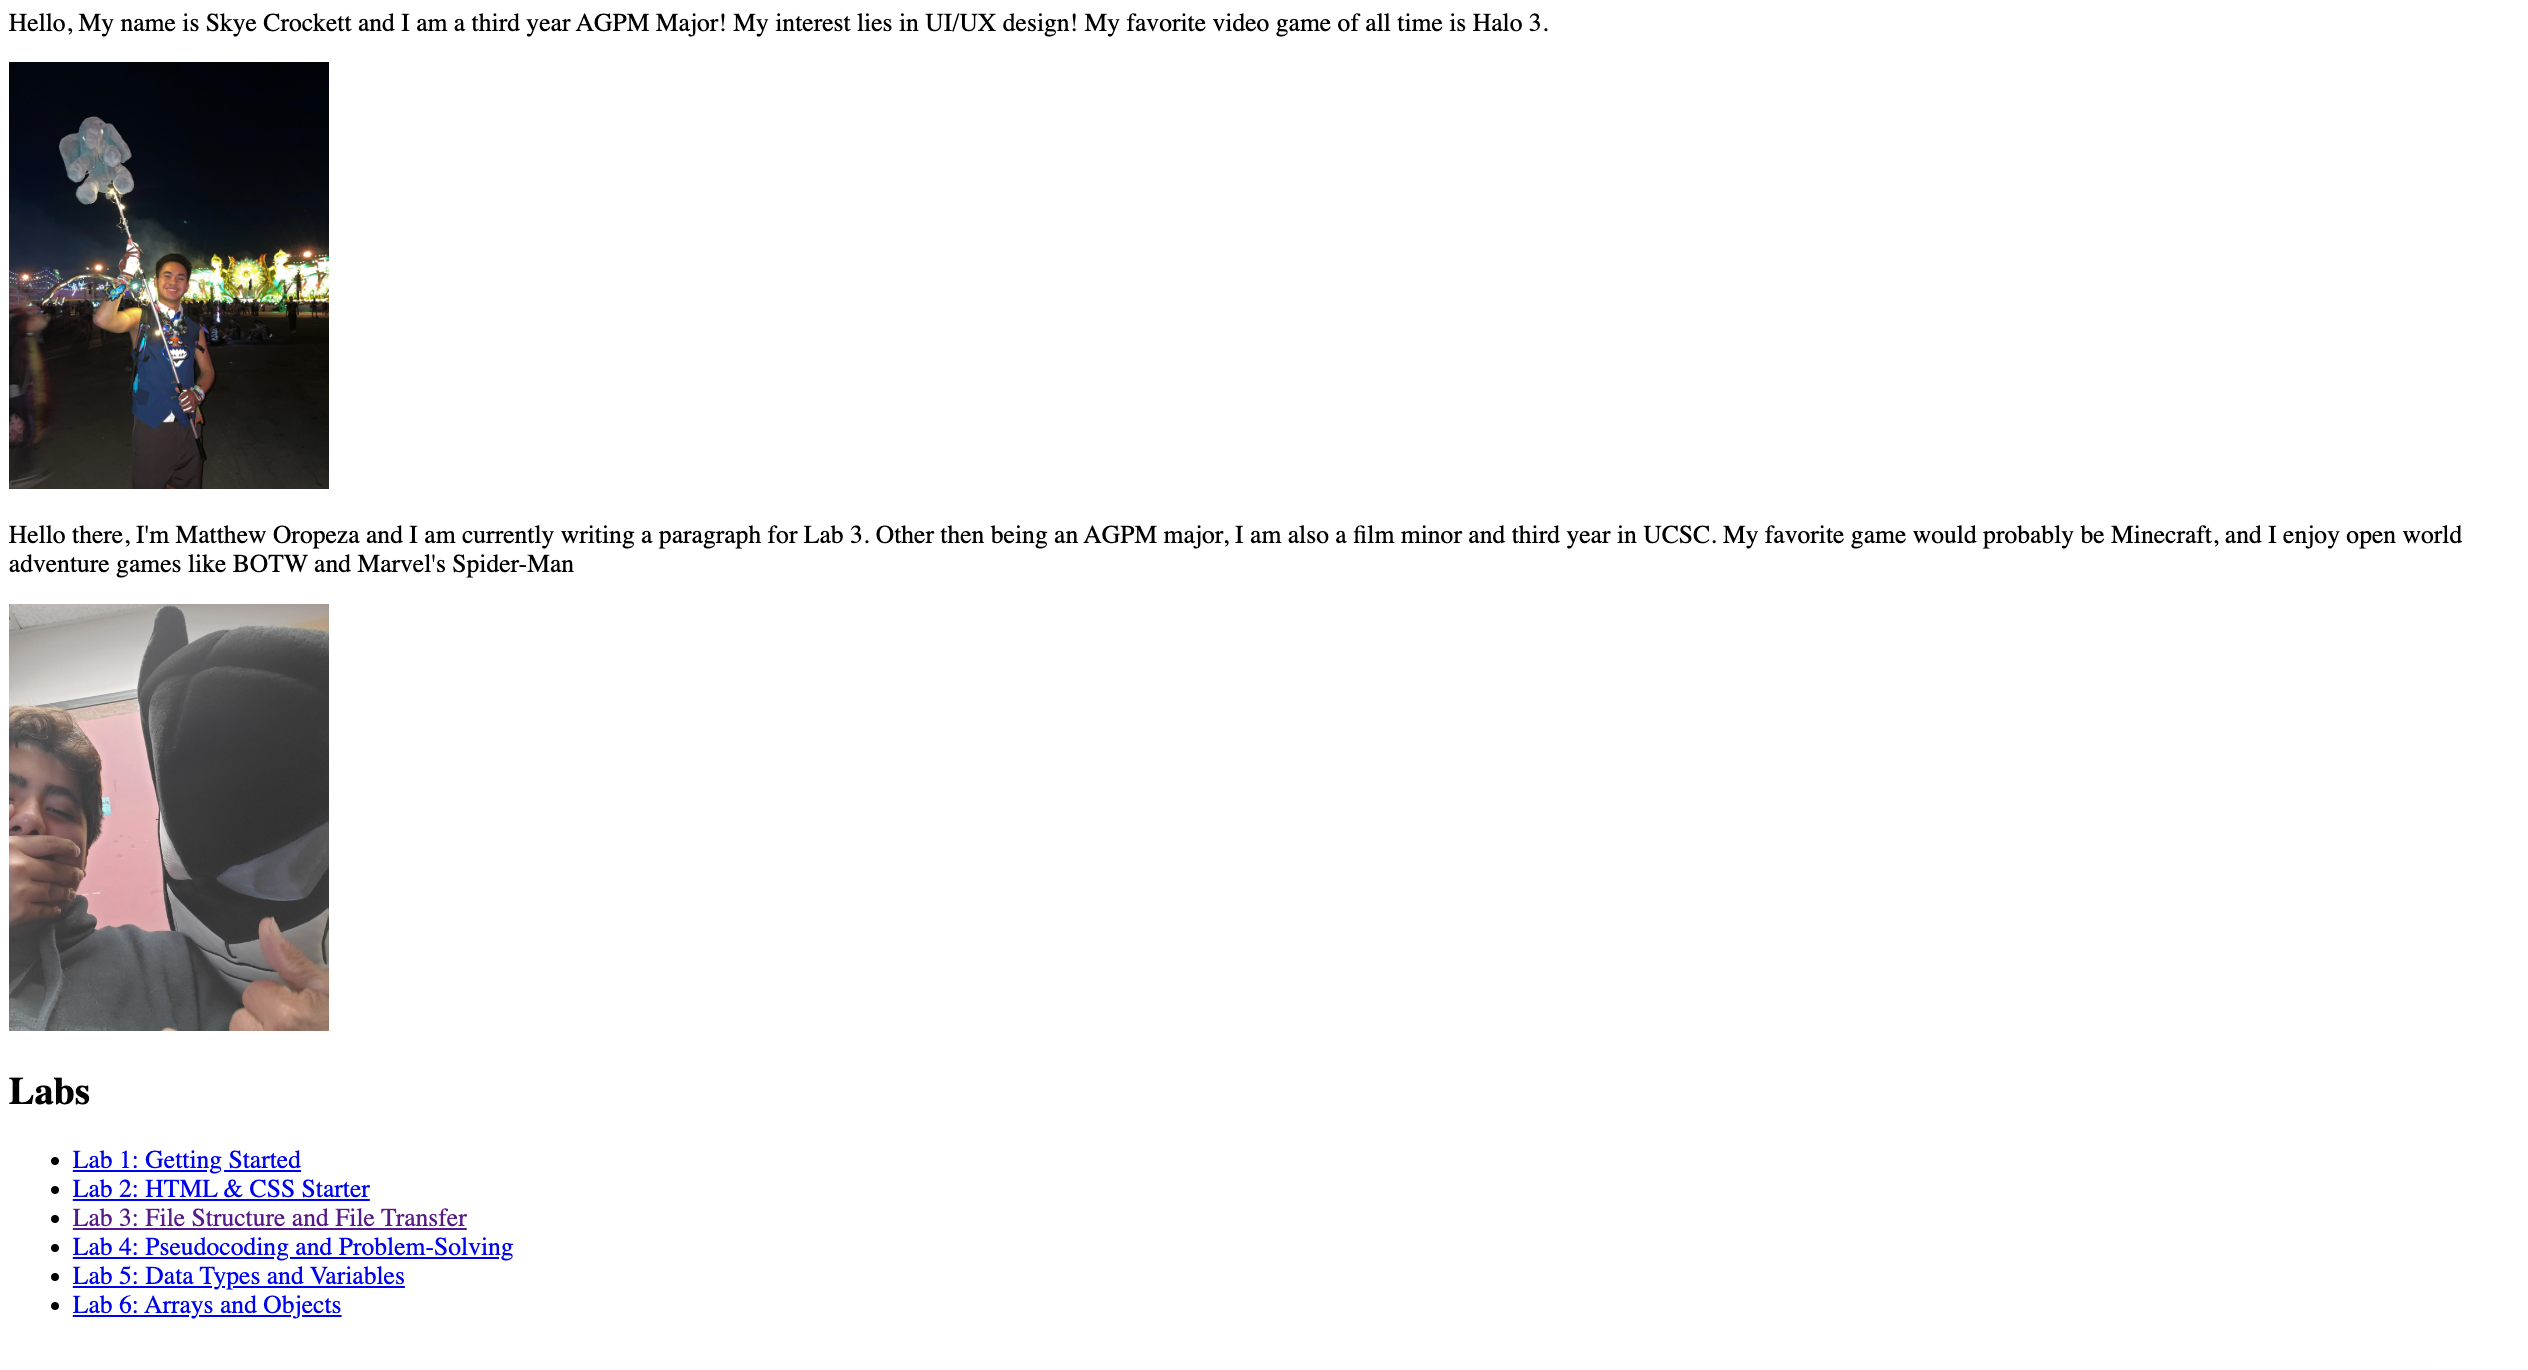 Hello, My name is Skye Crockett and I am a third year AGPM Major! My interest lies in UI/UX design! My favorite video game of all time is Halo 3.
Hello there, I'm Matthew Oropeza and I am currently writing a paragraph for Lab 3. Other then being an AGPM major, I am also a film minor and third year in UCSC. My favorite game would probably be Minecraft, and I enjoy open world
adventure games like BOTW and Marvel's Spider-Man
Labs
Lab 1: Getting Started
Lab 2: HTML & CSS Starter
Lab 3: File Structure and File Transfer
Lab 4: Pseudocoding and Problem-Solving
Lab 5: Data Types and Variables
Lab 6: Arrays and Objects